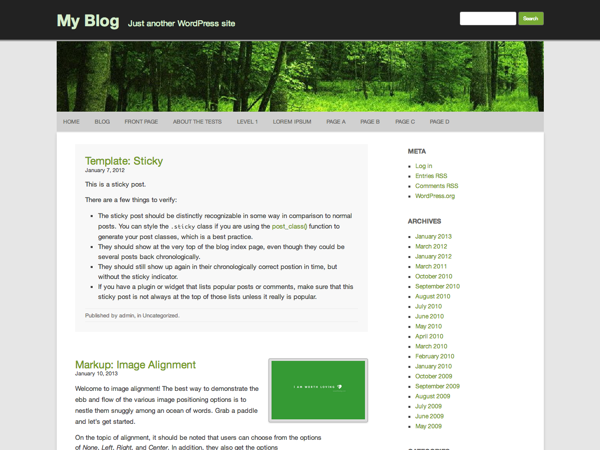 My Blog Just another WordPress site
Search
HOME BLOG FRONT PAGE ABOUT THE TESTS LEVEL 1 LOREM IPSUM PAGE A PAGE B PAGE C PAGE D
Template: Sticky
January 7, 2012
This is a sticky post.
There are a few things to verify:
The sticky post should be distinctly recognizable in some way in comparison to normal
posts. You can style the .sticky class if you are using the post_class() function to
generate your post classes, which is a best practice.
They should show at the very top of the blog index page, even though they could be
several posts back chronologically.
They should still show up again in their chronologically correct postion in time, but
without the sticky indicator.
If you have a plugin or widget that lists popular posts or comments, make sure that this
sticky post is not always at the top of those lists unless it really is popular.
Published by admin, in Uncategorized.
Markup: Image Alignment
January 10, 2013
Welcome to image alignment! The best way to demonstrate the
ebb and flow of the various image positioning options is to
nestle them snuggly among an ocean of words. Grab a paddle
and let's get started.
On the topic of alignment, it should be noted that users can choose from the options
of None, Left, Right, and Center. In addition, they also get the options
I AM WORTH LOVING
META
Log in
Entries RSS
Comments RSS
WordPress.org
ARCHIVES
January 2013
March 2012
January 2012
March 2011
October 2010
September 2010
August 2010
July 2010
June 2010
May 2010
April 2010
March 2010
February 2010
January 2010
October 2009
September 2009
August 2009
July 2009
June 2009
May 2009